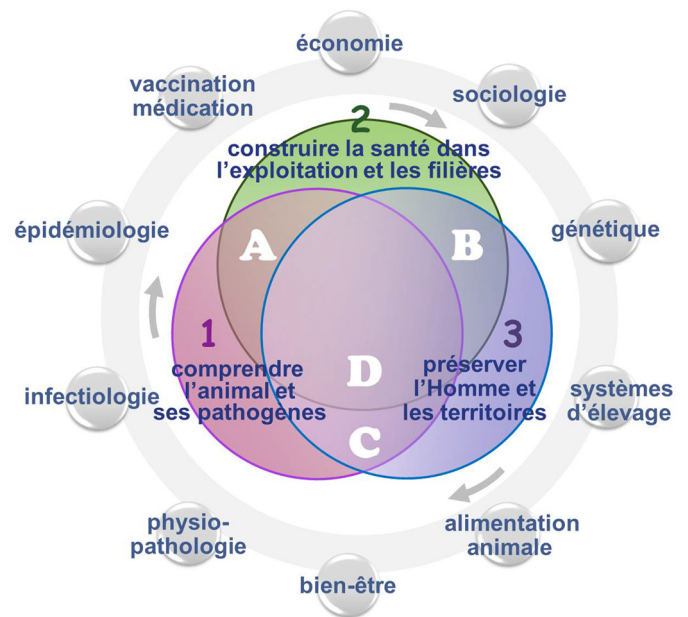 économie
vaccination
médication
sociologie
2
construire la santé dans
l'exploitation et les filières
épidémiologie
A
B
génétique
1
3
comprendre
l'animal et
ses pathogènes
D
préserver
l'Homme et
les territoires
infectiologie
systèmes
d'élevage
C
physio-
pathologie
alimentation
animale
bien-être